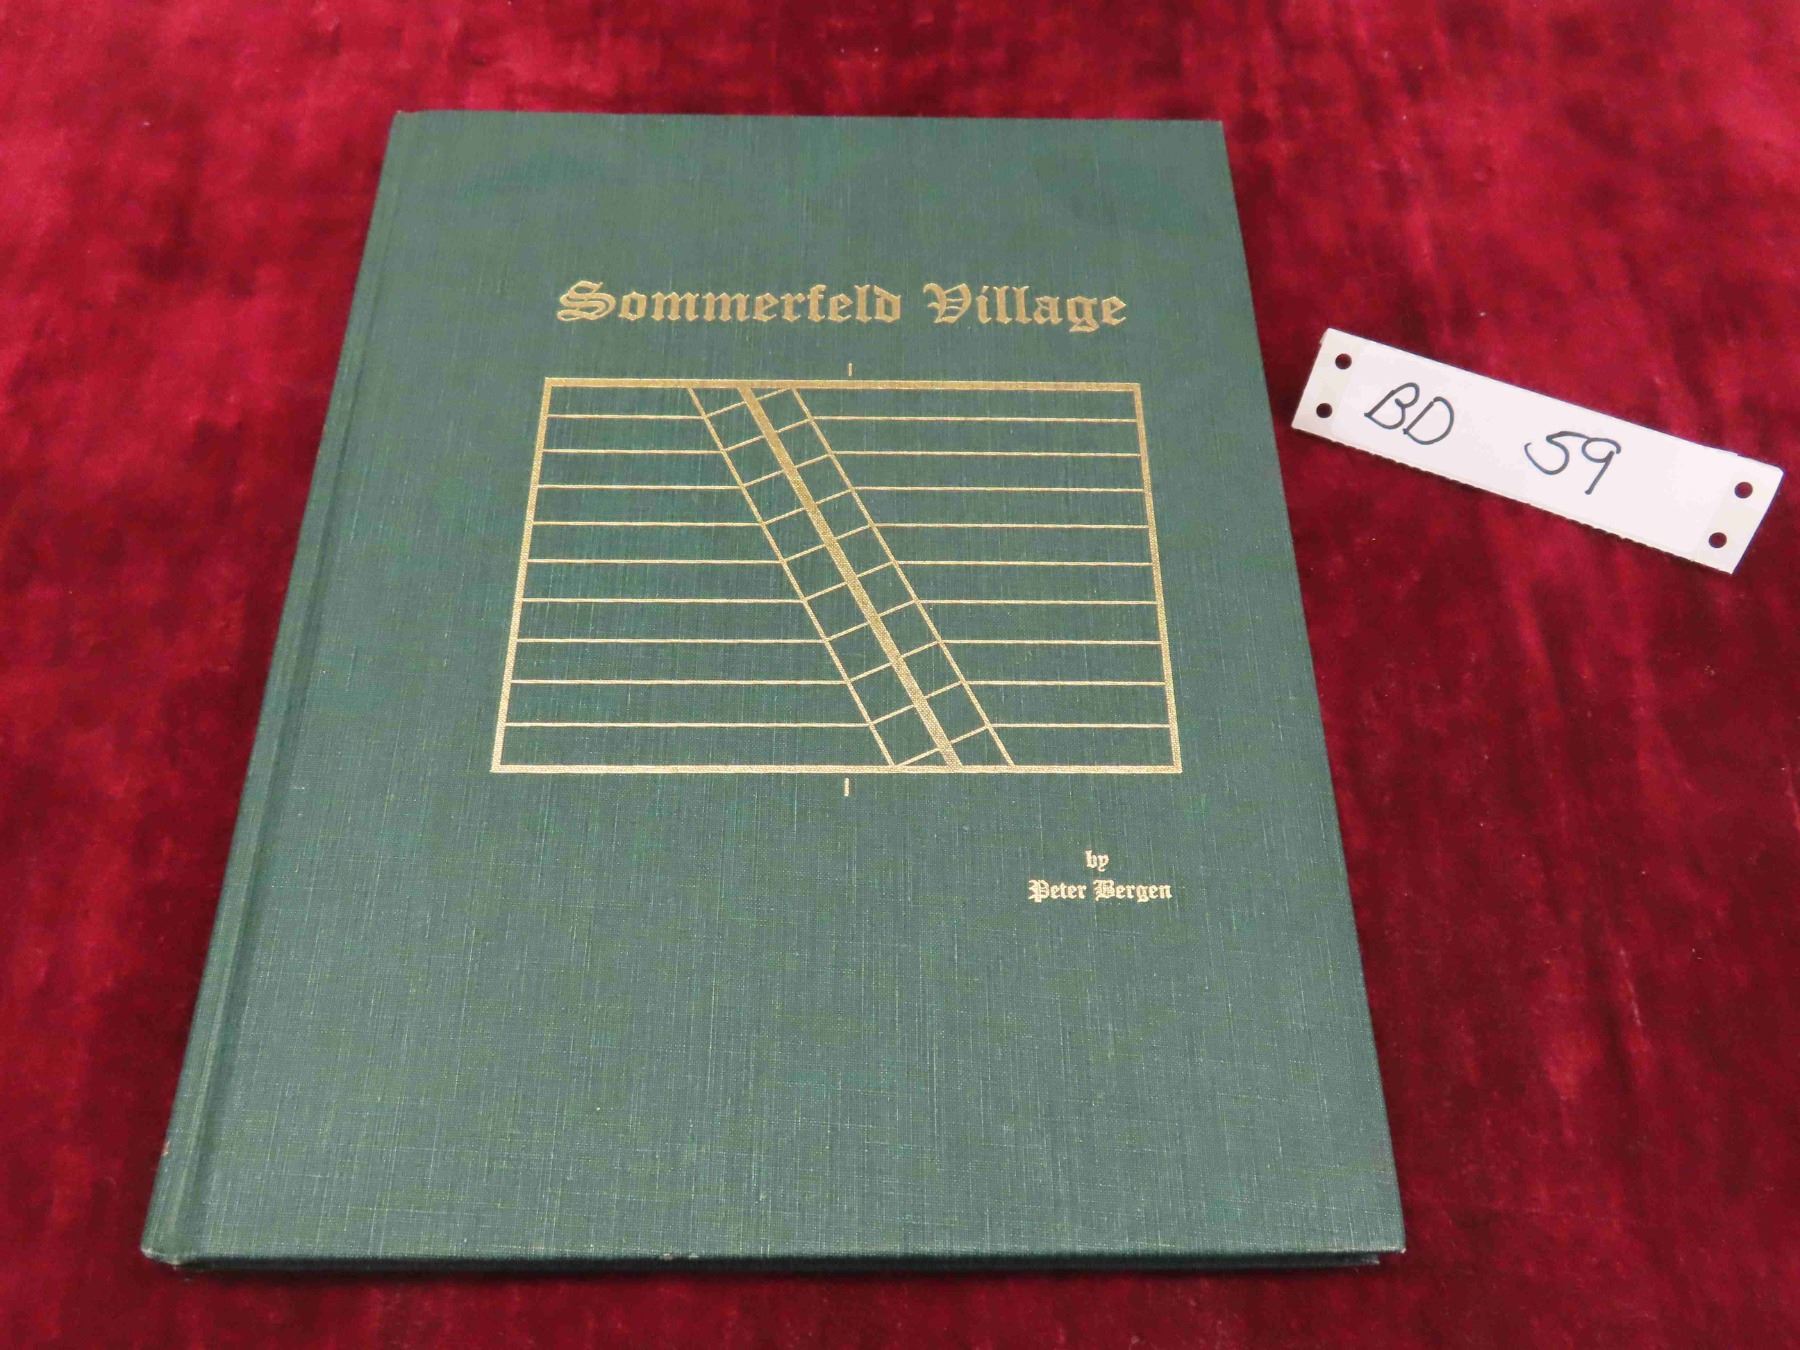 Sommerfeld Village
by
Peter Bergen
BD 59